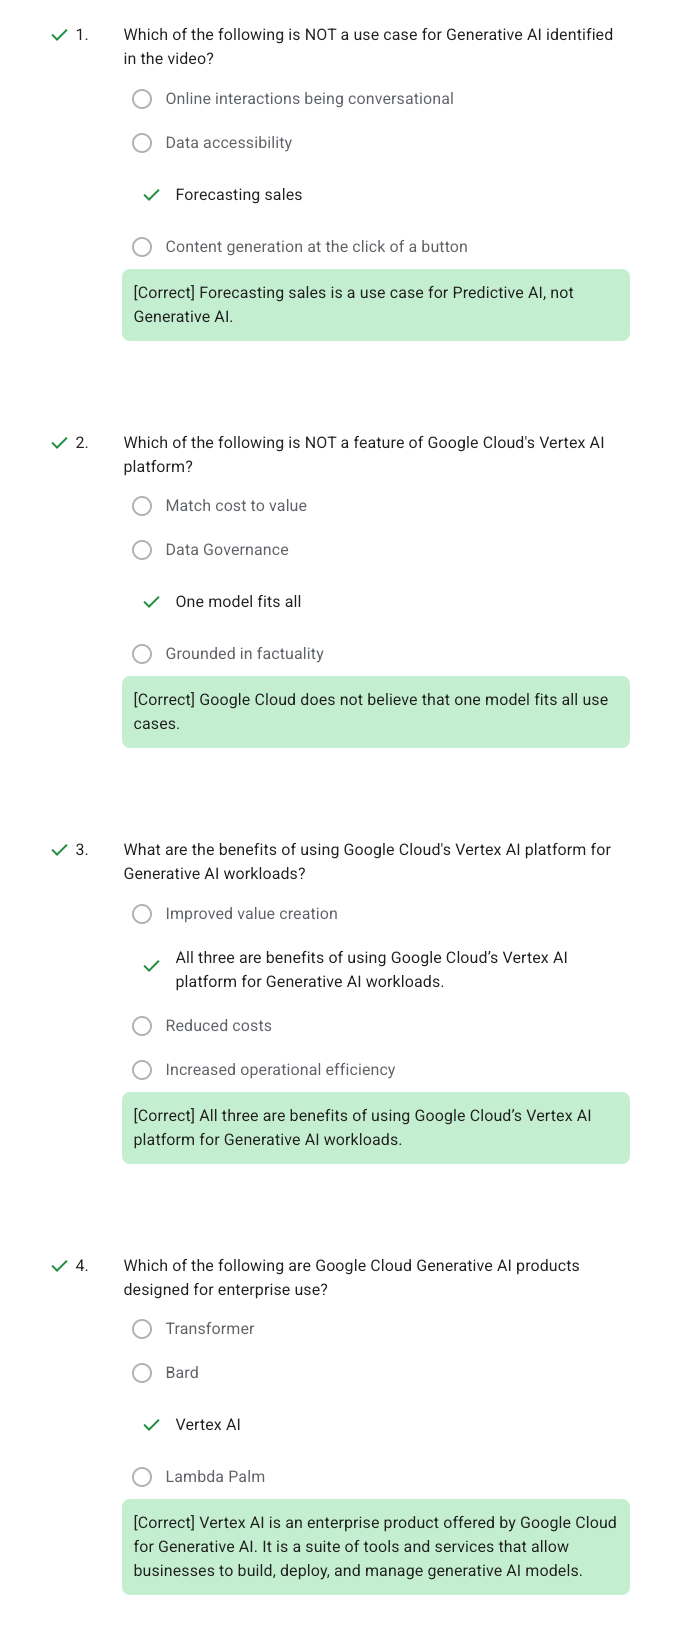 1. Which of the following is NOT a use case for Generative AI identified
in the video?
Online interactions being conversational
Data accessibility
Forecasting sales
Content generation at the click of a button
[Correct] Forecasting sales is a use case for Predictive AI, not
Generative AI.
2. Which of the following is NOT a feature of Google Cloud's Vertex AI
platform?
Match cost to value
Data Governance
One model fits all
Grounded in factuality
[Correct] Google Cloud does not believe that one model fits all use
cases.
3. What are the benefits of using Google Cloud's Vertex AI platform for
Generative AI workloads?
Improved value creation
All three are benefits of using Google Cloud’s Vertex AI
platform for Generative AI workloads.
Reduced costs
Increased operational efficiency
[Correct] All three are benefits of using Google Cloud’s Vertex AI
platform for Generative AI workloads.
4. Which of the following are Google Cloud Generative AI products
designed for enterprise use?
Transformer
Bard
Vertex AI
Lambda Palm
[Correct] Vertex AI is an enterprise product offered by Google Cloud
for Generative AI. It is a suite of tools and services that allow
businesses to build, deploy, and manage generative AI models.